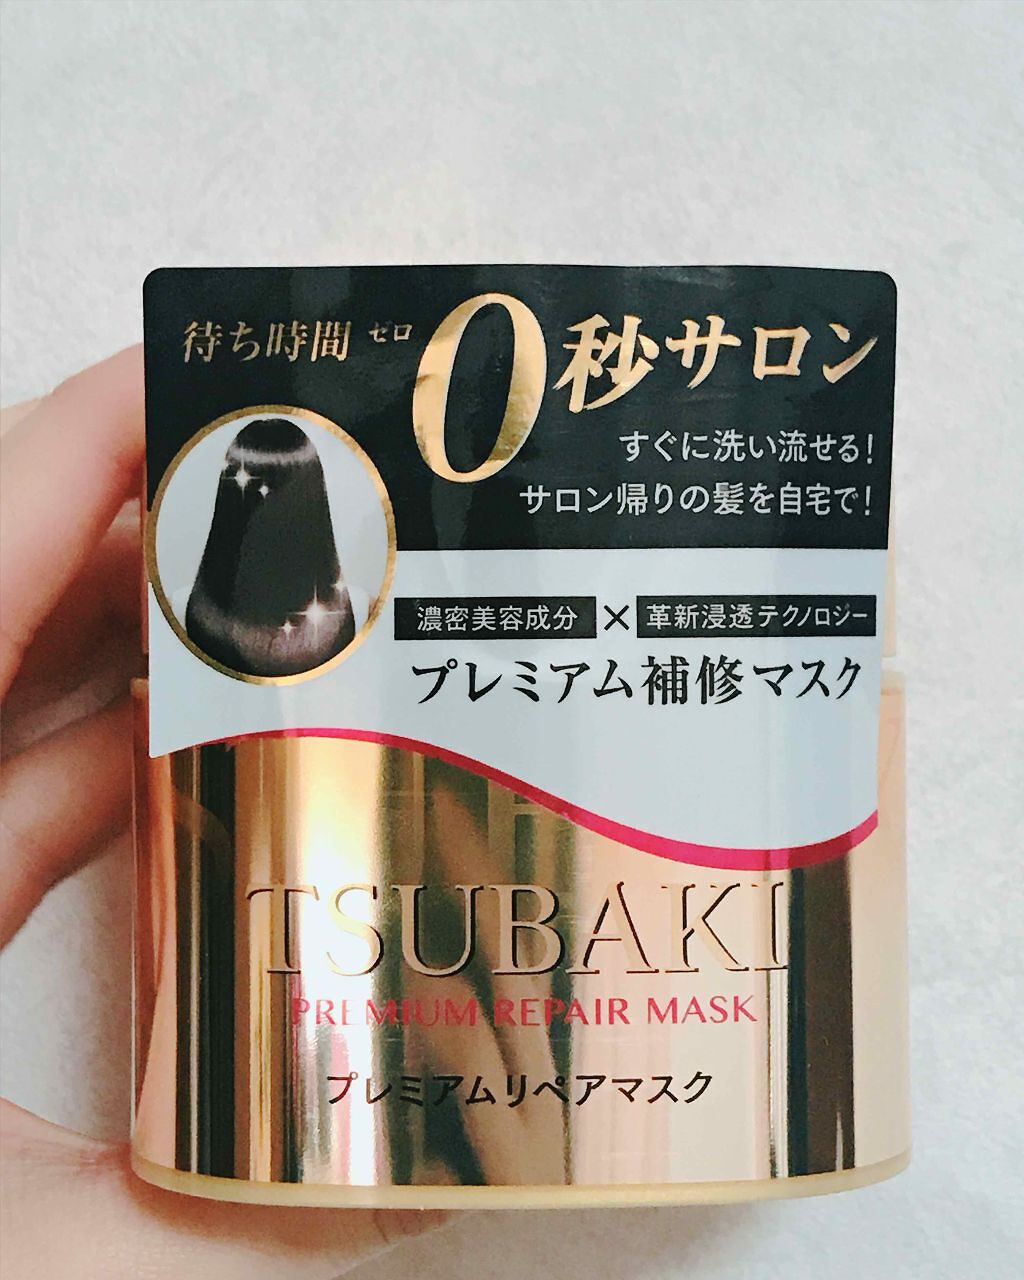 待ち時間 ゼロ 0秒サロン
すぐに洗い流せる!
サロン帰りの髪を自宅で!
濃密美容成分×革新浸透テクノロジー
プレミアム補修マスク
TSUBAKI
PREMIUM REPAIR MASK
プレミアムリペアマスク